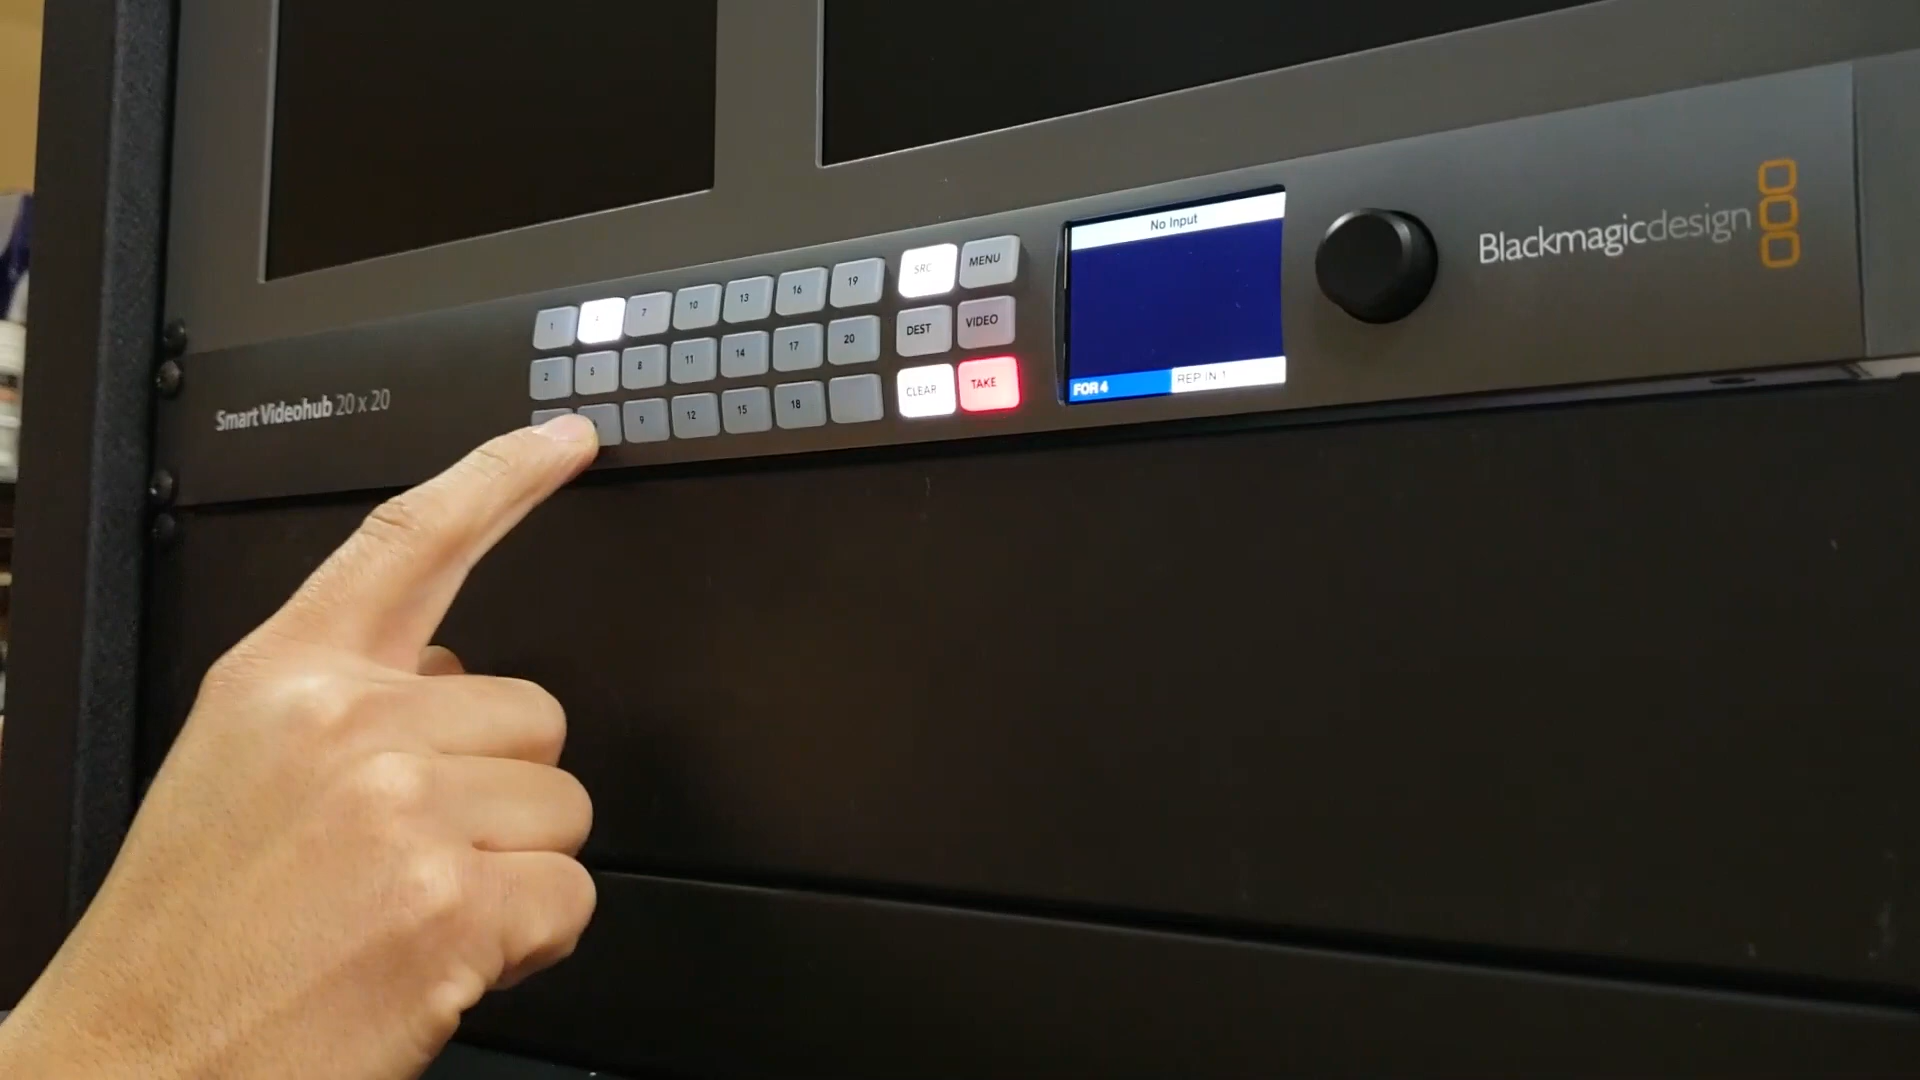 No Input
SRC MENU
1 4 7 10 13 16 19
DEST VIDEO
2 5 8 11 14 17 20
CLEAR TAKE
9 12 15 18
FOR 4 REP IN 1
Blackmagicdesign
Smart Videohub 20 x 20